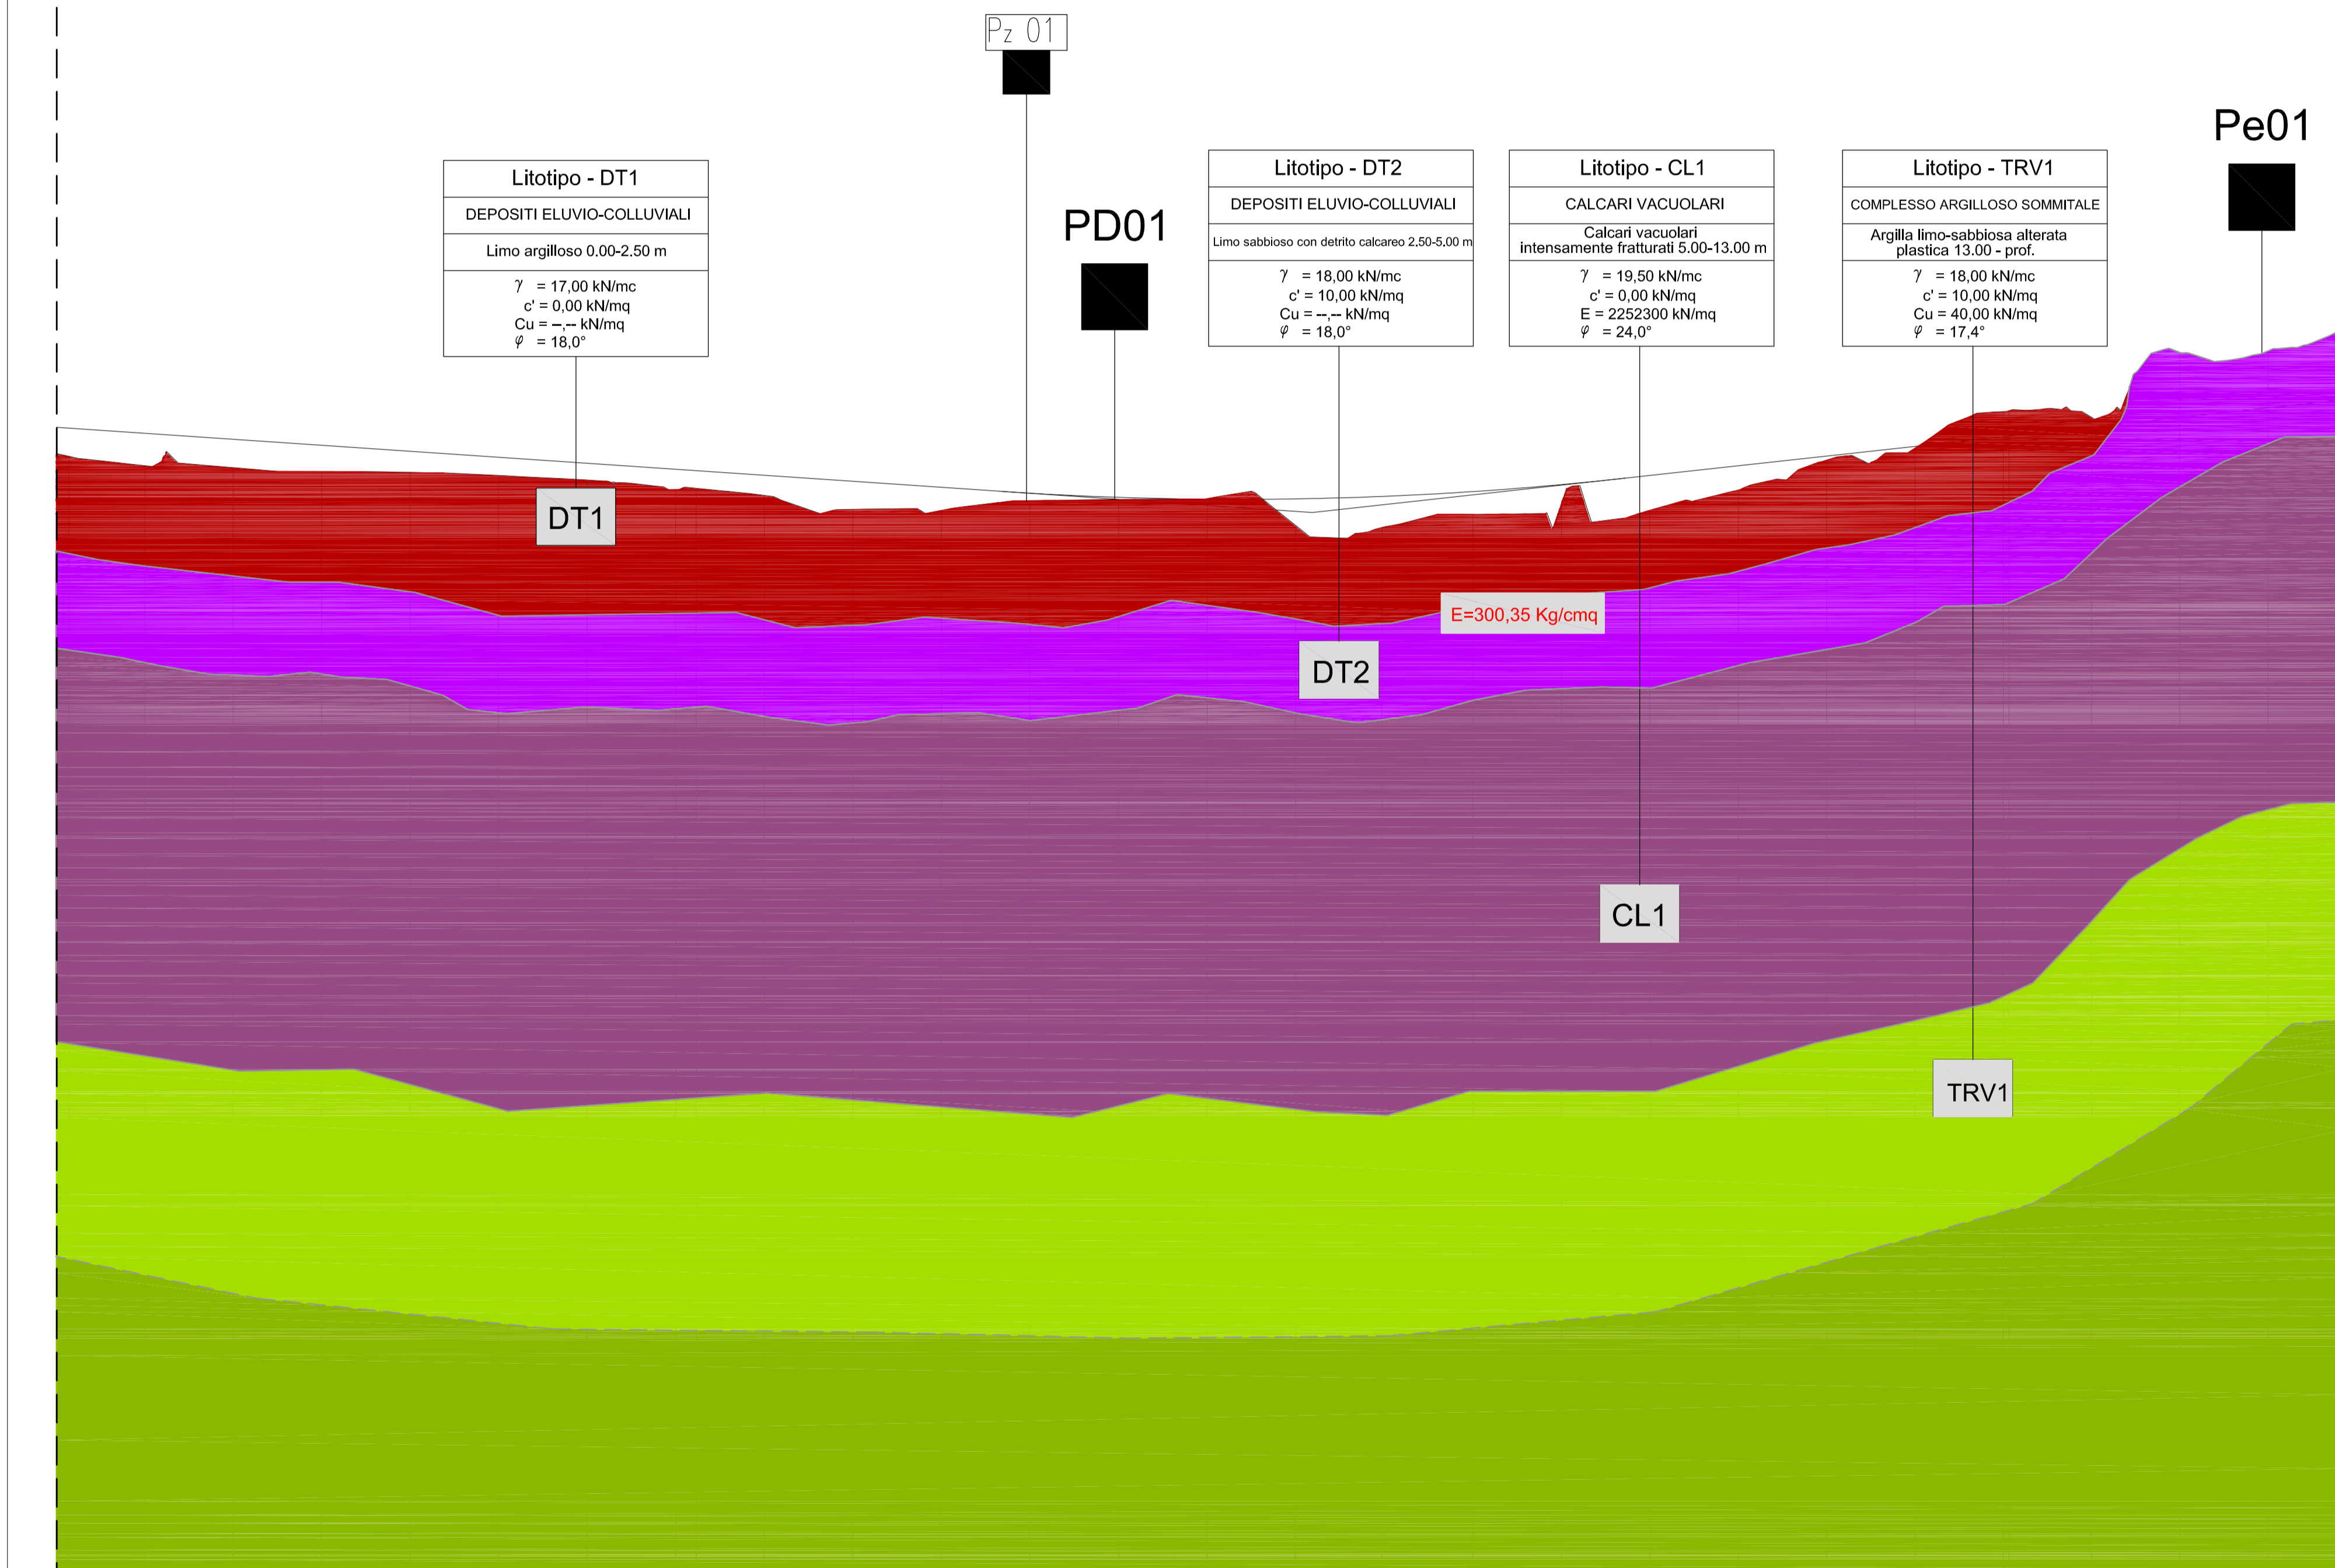 Pz 01
Pe01
PD01
Litotipo - DT1
DEPOSITI ELUVIO-COLLUVIALI
Limo argilloso 0.00-2.50 m
γ = 17,00 kN/mc
c' = 0,00 kN/mq
Cu = --,-- kN/mq
φ = 18,0°
Litotipo - DT2
DEPOSITI ELUVIO-COLLUVIALI
Limo sabbioso con detrito calcareo 2.50-5.00 m
γ = 18,00 kN/mc
c' = 10,00 kN/mq
Cu = --,-- kN/mq
φ = 18,0°
Litotipo - CL1
CALCARI VACUOLARI
Calcari vacuolari
intensamente fratturati 5.00-13.00 m
γ = 19,50 kN/mc
c' = 0,00 kN/mq
E = 2252300 kN/mq
φ = 24,0°
Litotipo - TRV1
COMPLESSO ARGILLOSO SOMMITALE
Argilla limo-sabbiosa alterata
plastica 13.00 - prof.
γ = 18,00 kN/mc
c' = 10,00 kN/mq
Cu = 40,00 kN/mq
φ = 17,4°
DT1
E=300,35 Kg/cmq
DT2
CL1
TRV1